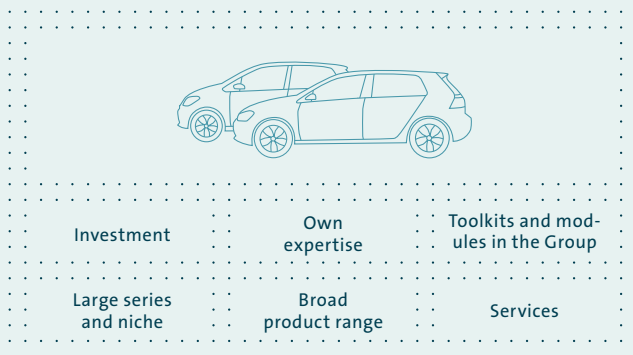 Investment
Own
expertise
Toolkits and mod-
ules in the Group
Large series
and niche
Broad
product range
Services